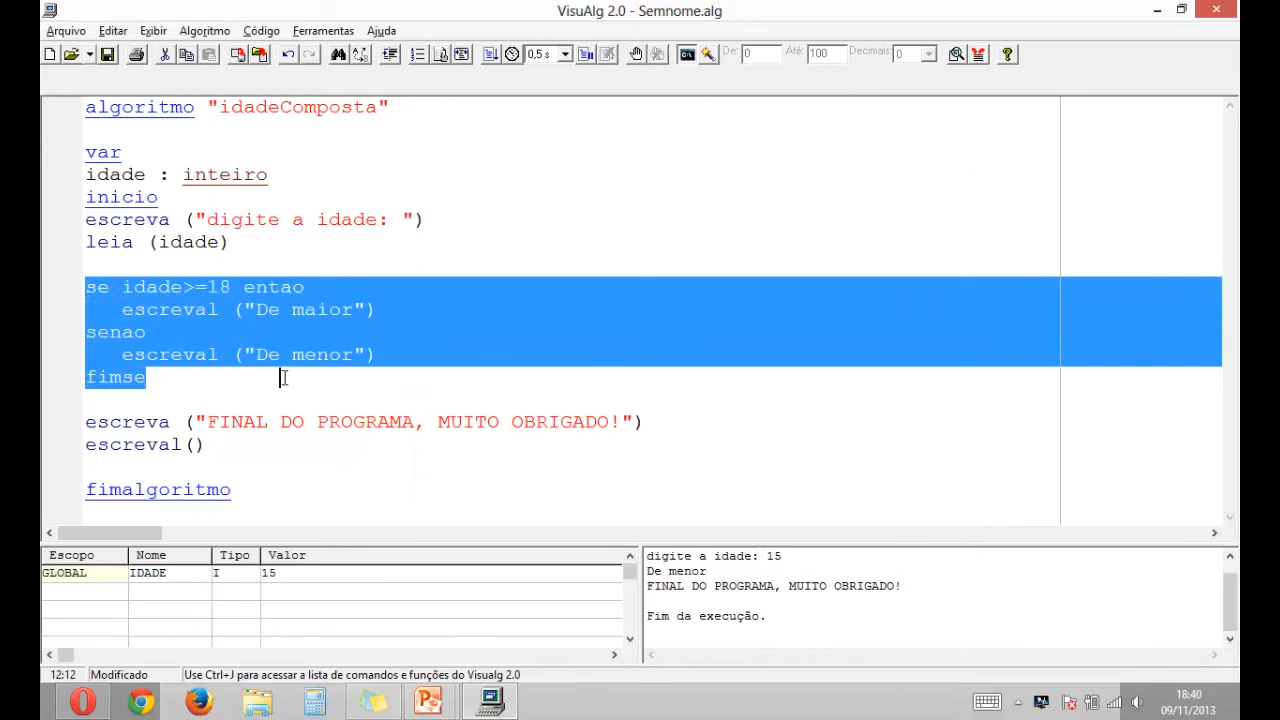 VisuAlg 2.0 - Semnome.alg
Arquivo Editar Exibir Algoritmo Código Ferramentas Ajuda
0,5 s De: 0 Até: 100 Decimais: 0
algoritmo "idadeComposta"
var
idade : inteiro
inicio
escreva ("digite a idade: ")
leia (idade)
se idade>=18 entao
escreval ("De maior")
senao
escreval ("De menor")
fimse
escreva ("FINAL DO PROGRAMA, MUITO OBRIGADO!")
escreval()
fimalgoritmo
Escopo Nome Tipo Valor
GLOBAL IDADE I 15
digite a idade: 15
De menor
FINAL DO PROGRAMA, MUITO OBRIGADO!
Fim da execução.
12:12 Modificado Use Ctrl+J para acessar a lista de comandos e funções do Visualg 2.0
18:40
09/11/2013